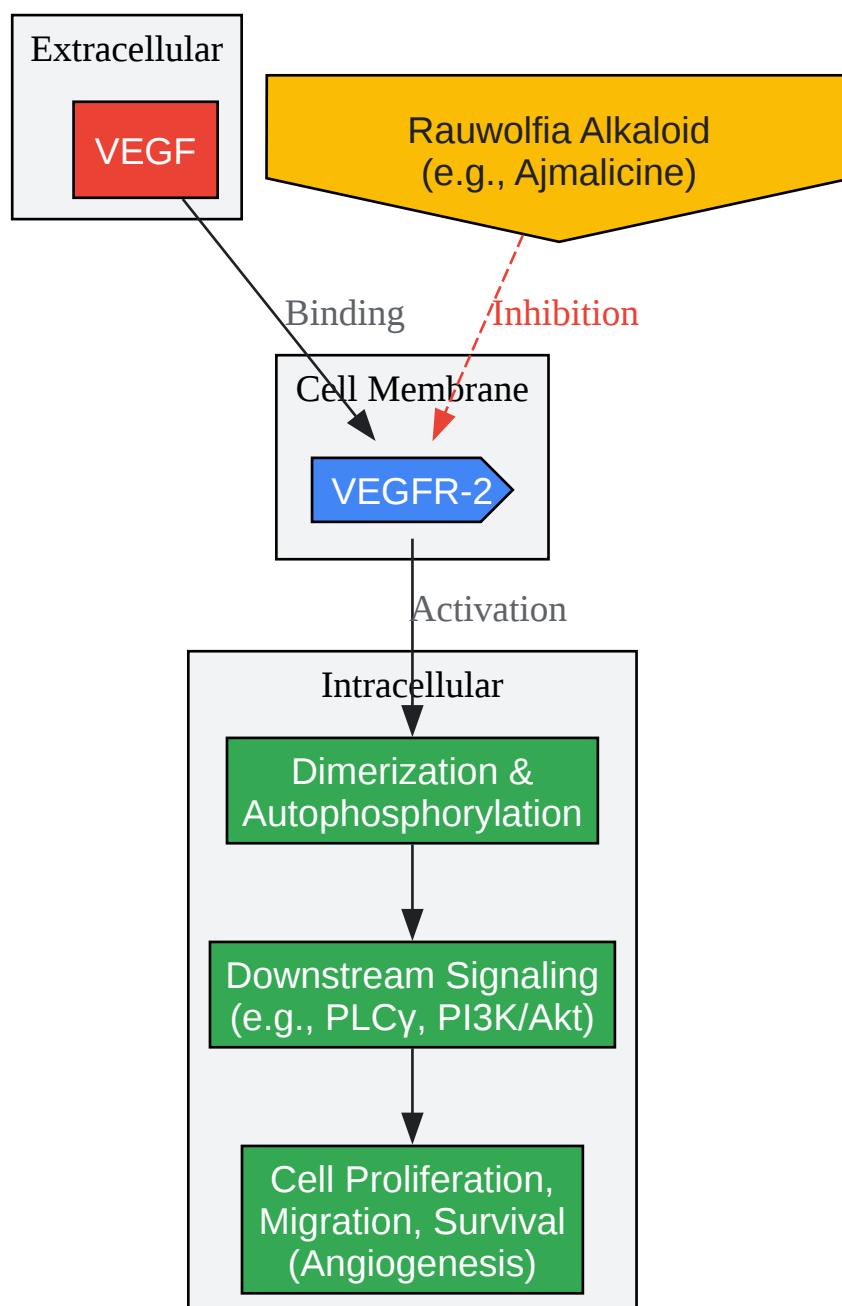 Extracellular
VEGF
Rauwolfia Alkaloid
(e.g., Ajmalicine)
Binding
Inhibition
Cell Membrane
VEGFR-2
Activation
Intracellular
Dimerization &
Autophosphorylation
Downstream Signaling
(e.g., PLCγ, PI3K/Akt)
Cell Proliferation,
Migration, Survival
(Angiogenesis)